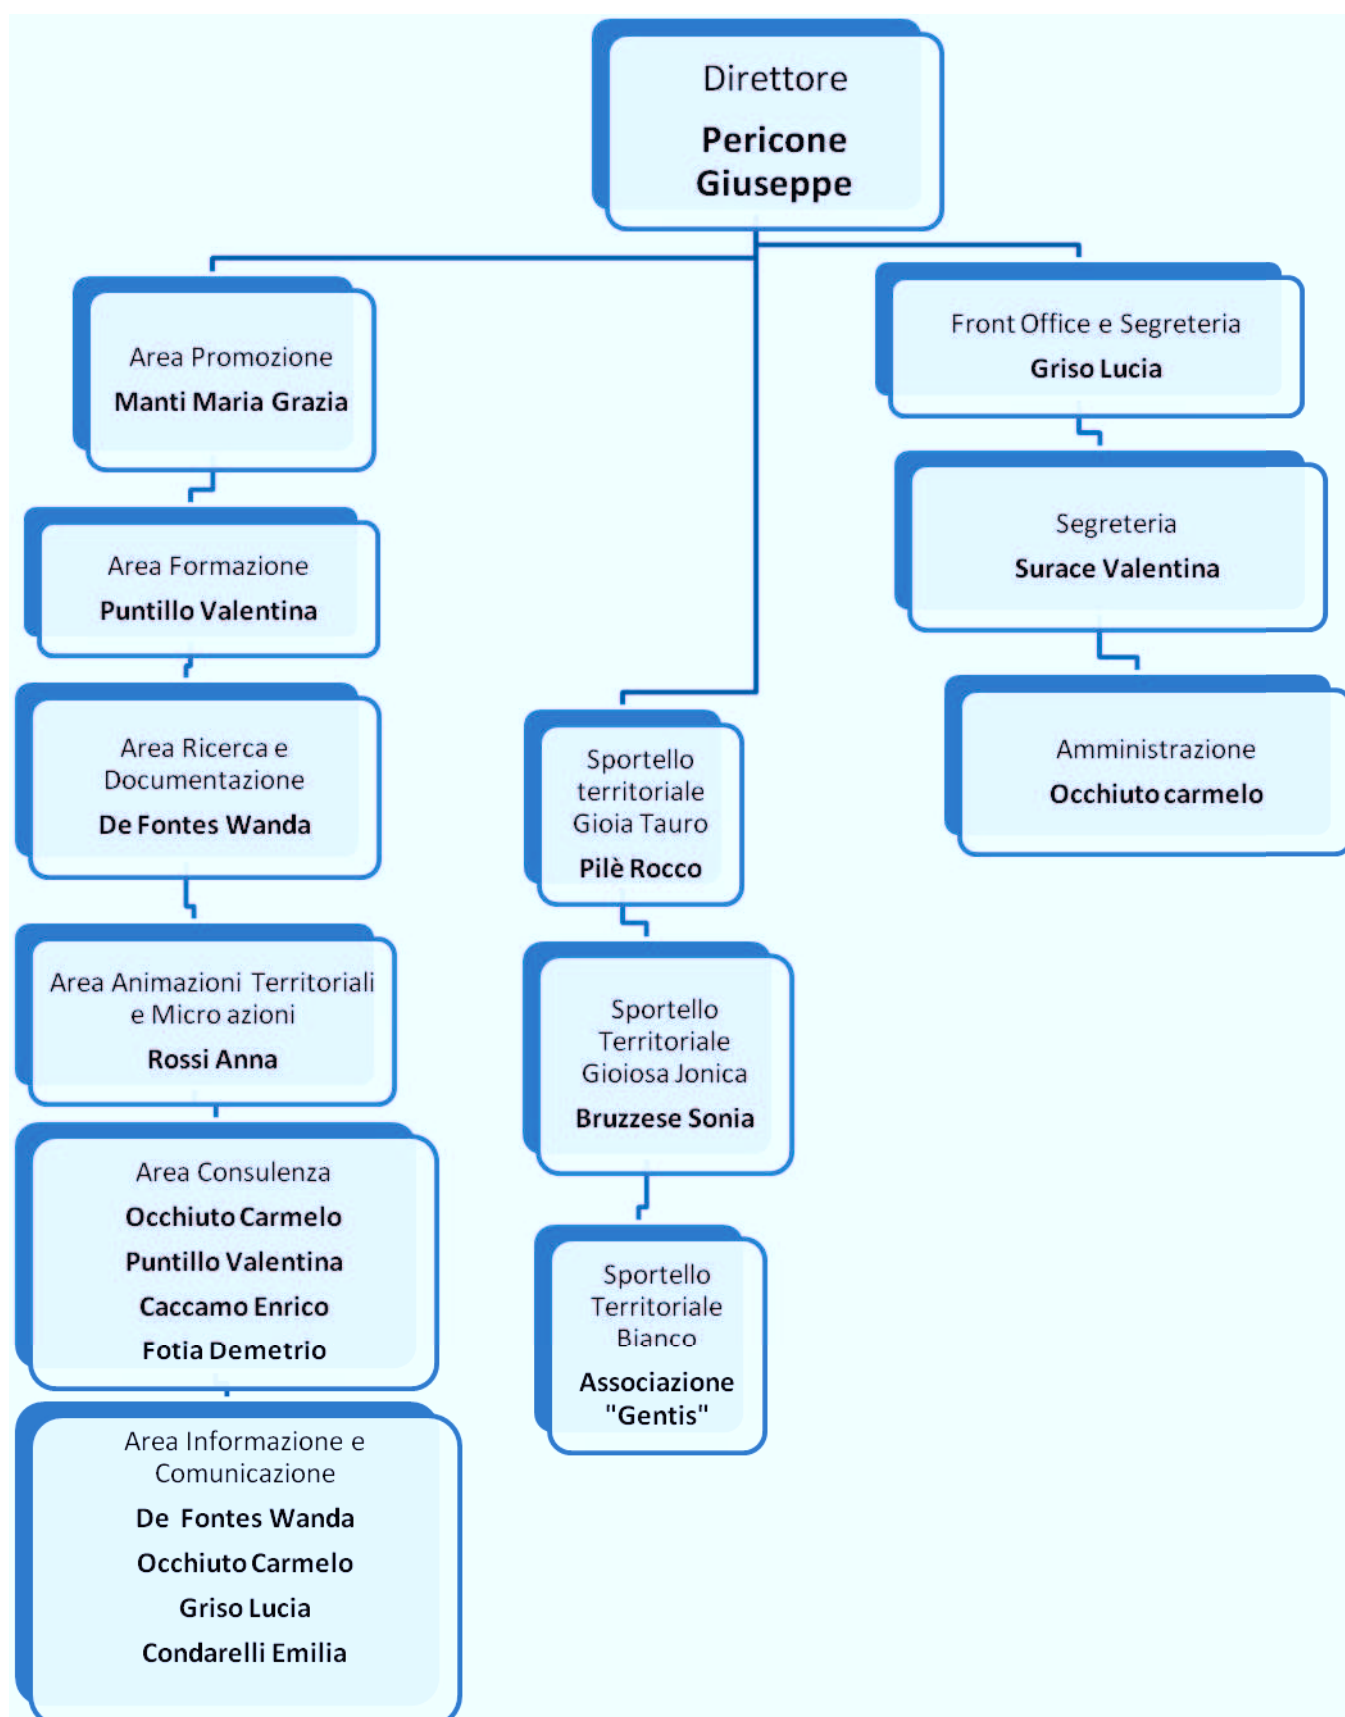 Direttore
Pericone
Giuseppe
Area Promozione
Manti Maria Grazia
Area Formazione
Puntillo Valentina
Area Ricerca e
Documentazione
De Fontes Wanda
Area Animazioni Territoriali
e Micro azioni
Rossi Anna
Area Consulenza
Occhiuto Carmelo
Puntillo Valentina
Caccamo Enrico
Fotia Demetrio
Area Informazione e
Comunicazione
De Fontes Wanda
Occhiuto Carmelo
Griso Lucia
Condarelli Emilia
Sportello
territoriale
Gioia Tauro
Pilè Rocco
Sportello
Territoriale
Gioiosa Jonica
Bruzzese Sonia
Sportello
Territoriale
Bianco
Associazione
"Gentis"
Front Office e Segreteria
Griso Lucia
Segreteria
Surace Valentina
Amministrazione
Occhiuto carmelo